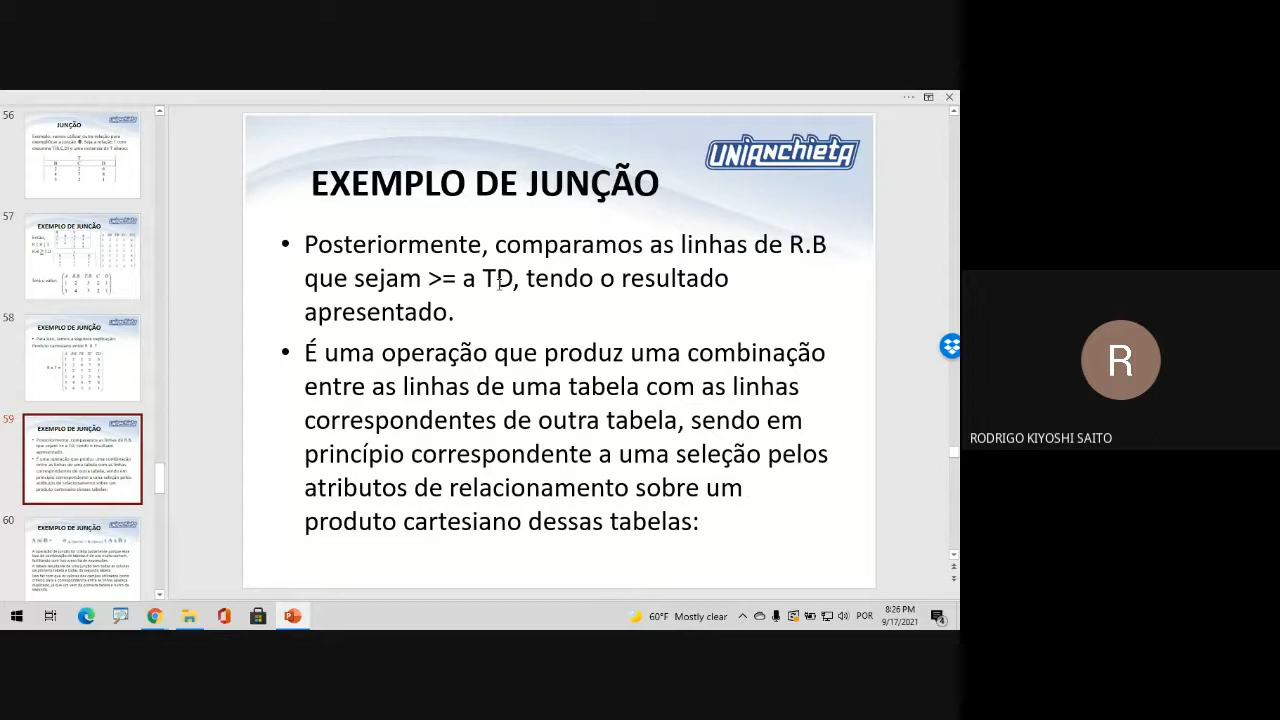 56
JUNÇÃO
57
EXEMPLO DE JUNÇÃO
58
EXEMPLO DE JUNÇÃO
59
EXEMPLO DE JUNÇÃO
60
EXEMPLO DE JUNÇÃO
UNIANCHIETA
EXEMPLO DE JUNÇÃO
• Posteriormente, comparamos as linhas de R.B
que sejam >= a TD, tendo o resultado
apresentado.
• É uma operação que produz uma combinação
entre as linhas de uma tabela com as linhas
correspondentes de outra tabela, sendo em
princípio correspondente a uma seleção pelos
atributos de relacionamento sobre um
produto cartesiano dessas tabelas:
R
RODRIGO KIYOSHI SAITO
60°F Mostly clear
POR
8:26 PM
9/17/2021
4